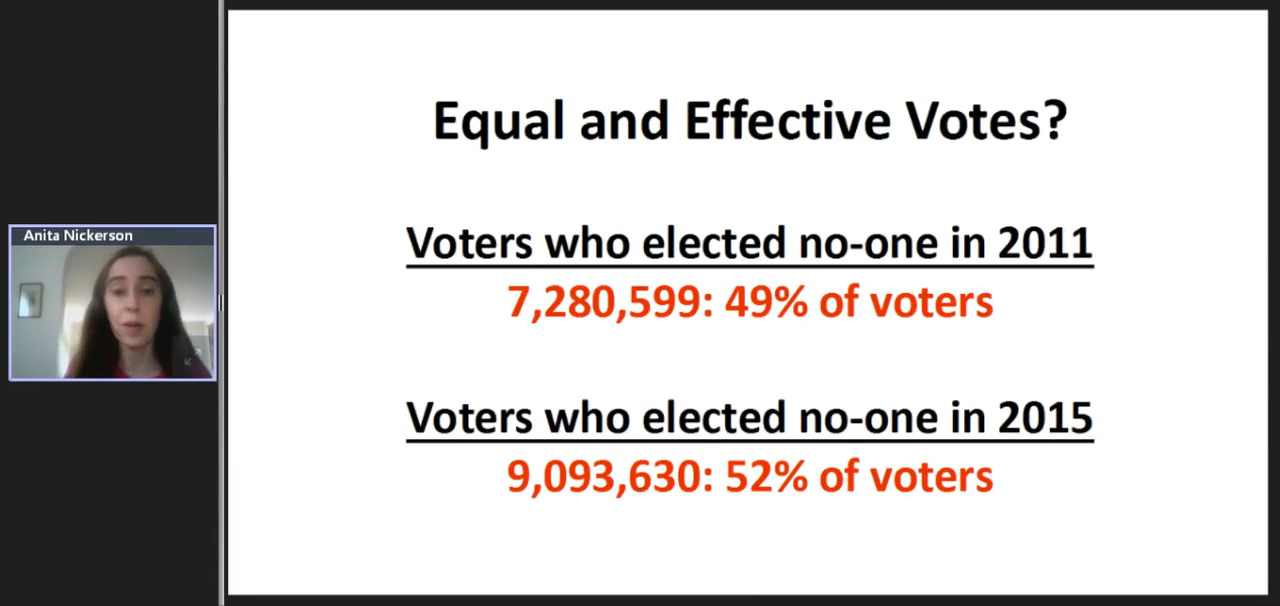 Equal and Effective Votes?
Anita Nickerson
Voters who elected no-one in 2011
7,280,599: 49% of voters
Voters who elected no-one in 2015
9,093,630: 52% of voters